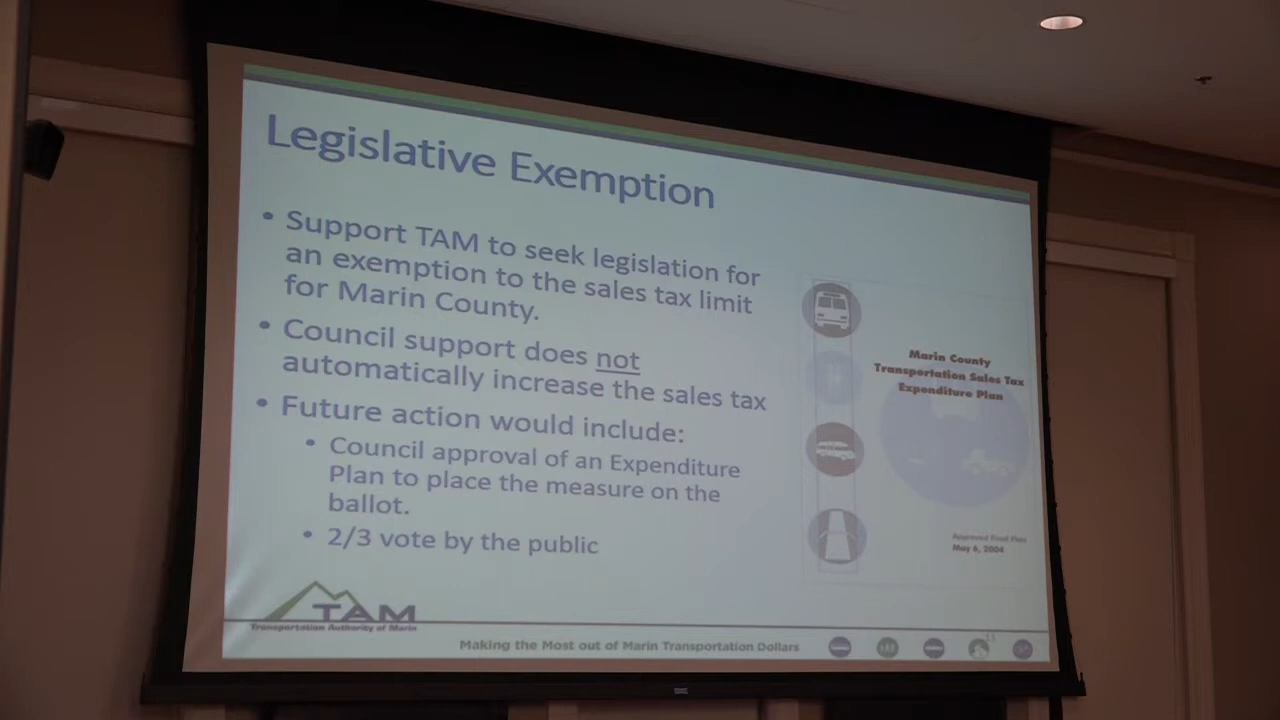 Legislative Exemption
• Support TAM to seek legislation for
an exemption to the sales tax limit
for Marin County.
• Council support does not
automatically increase the sales tax
• Future action would include:
• Council approval of an Expenditure
Plan to place the measure on the
ballot.
• 2/3 vote by the public
Marin County
Transportation Sales Tax
Expenditure Plan
Approved Final Plan
May 6, 2004
TAM
Transportation Authority of Marin
Making the Most out of Marin Transportation Dollars